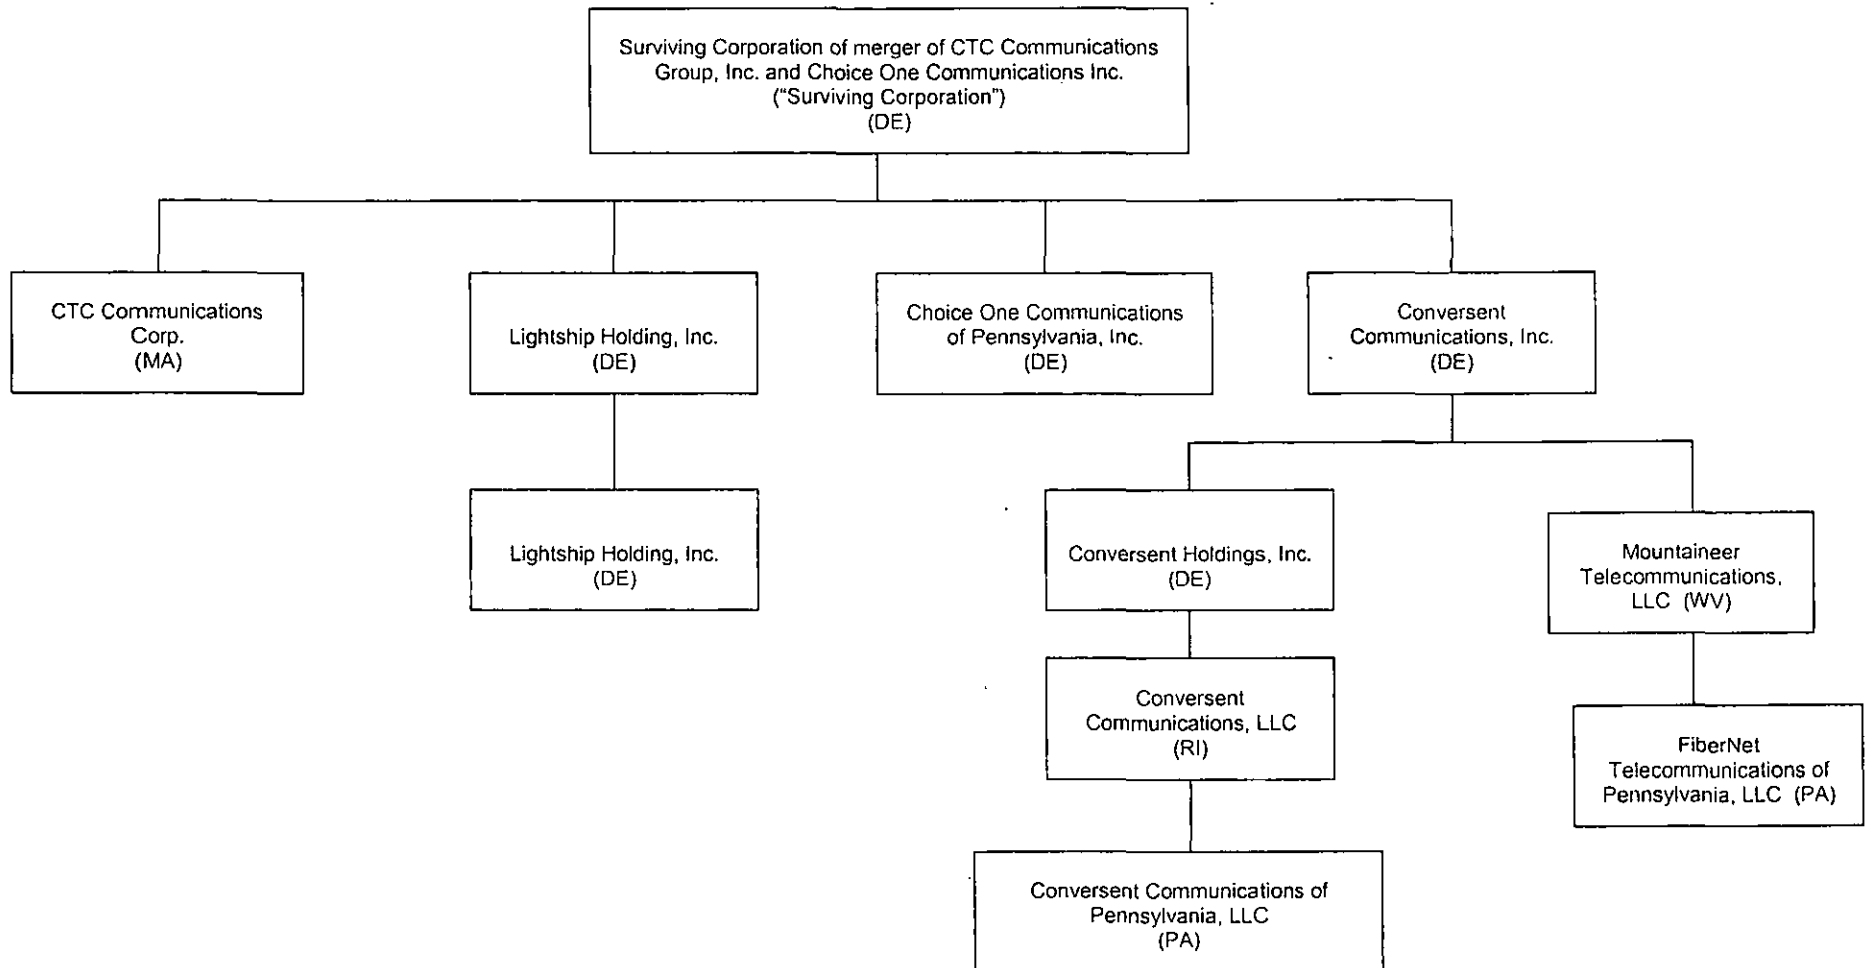 Surviving Corporation of merger of CTC Communications
Group, Inc. and Choice One Communications Inc.
("Surviving Corporation")
(DE)
CTC Communications
Corp.
(MA)
Lightship Holding, Inc.
(DE)
Choice One Communications
of Pennsylvania, Inc.
(DE)
Conversent
Communications, Inc.
(DE)
Lightship Holding, Inc.
(DE)
Conversent Holdings, Inc.
(DE)
Mountaineer
Telecommunications,
LLC (WV)
Conversent
Communications, LLC
(RI)
FiberNet
Telecommunications of
Pennsylvania, LLC (PA)
Conversent Communications of
Pennsylvania, LLC
(PA)